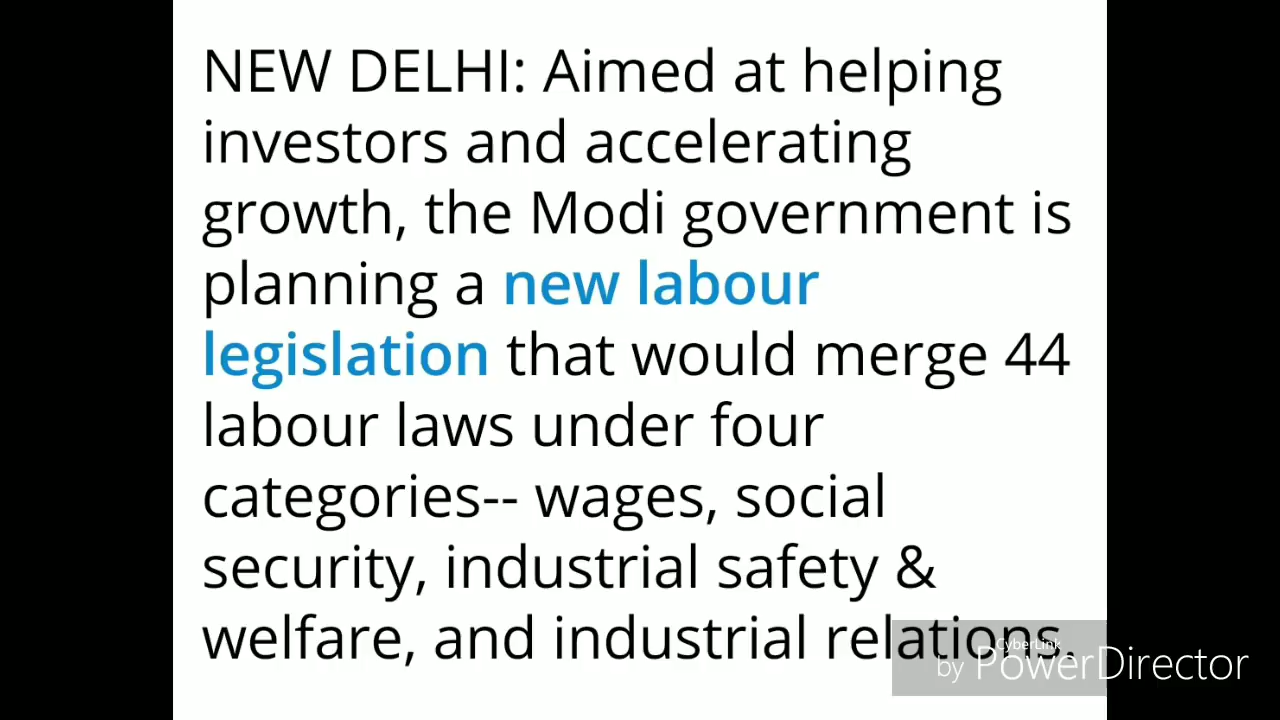 NEW DELHI: Aimed at helping
investors and accelerating
growth, the Modi government is
planning a new labour
legislation that would merge 44
labour laws under four
categories-- wages, social
security, industrial safety &
welfare, and industrial relations.
CyberLink
by PowerDirector